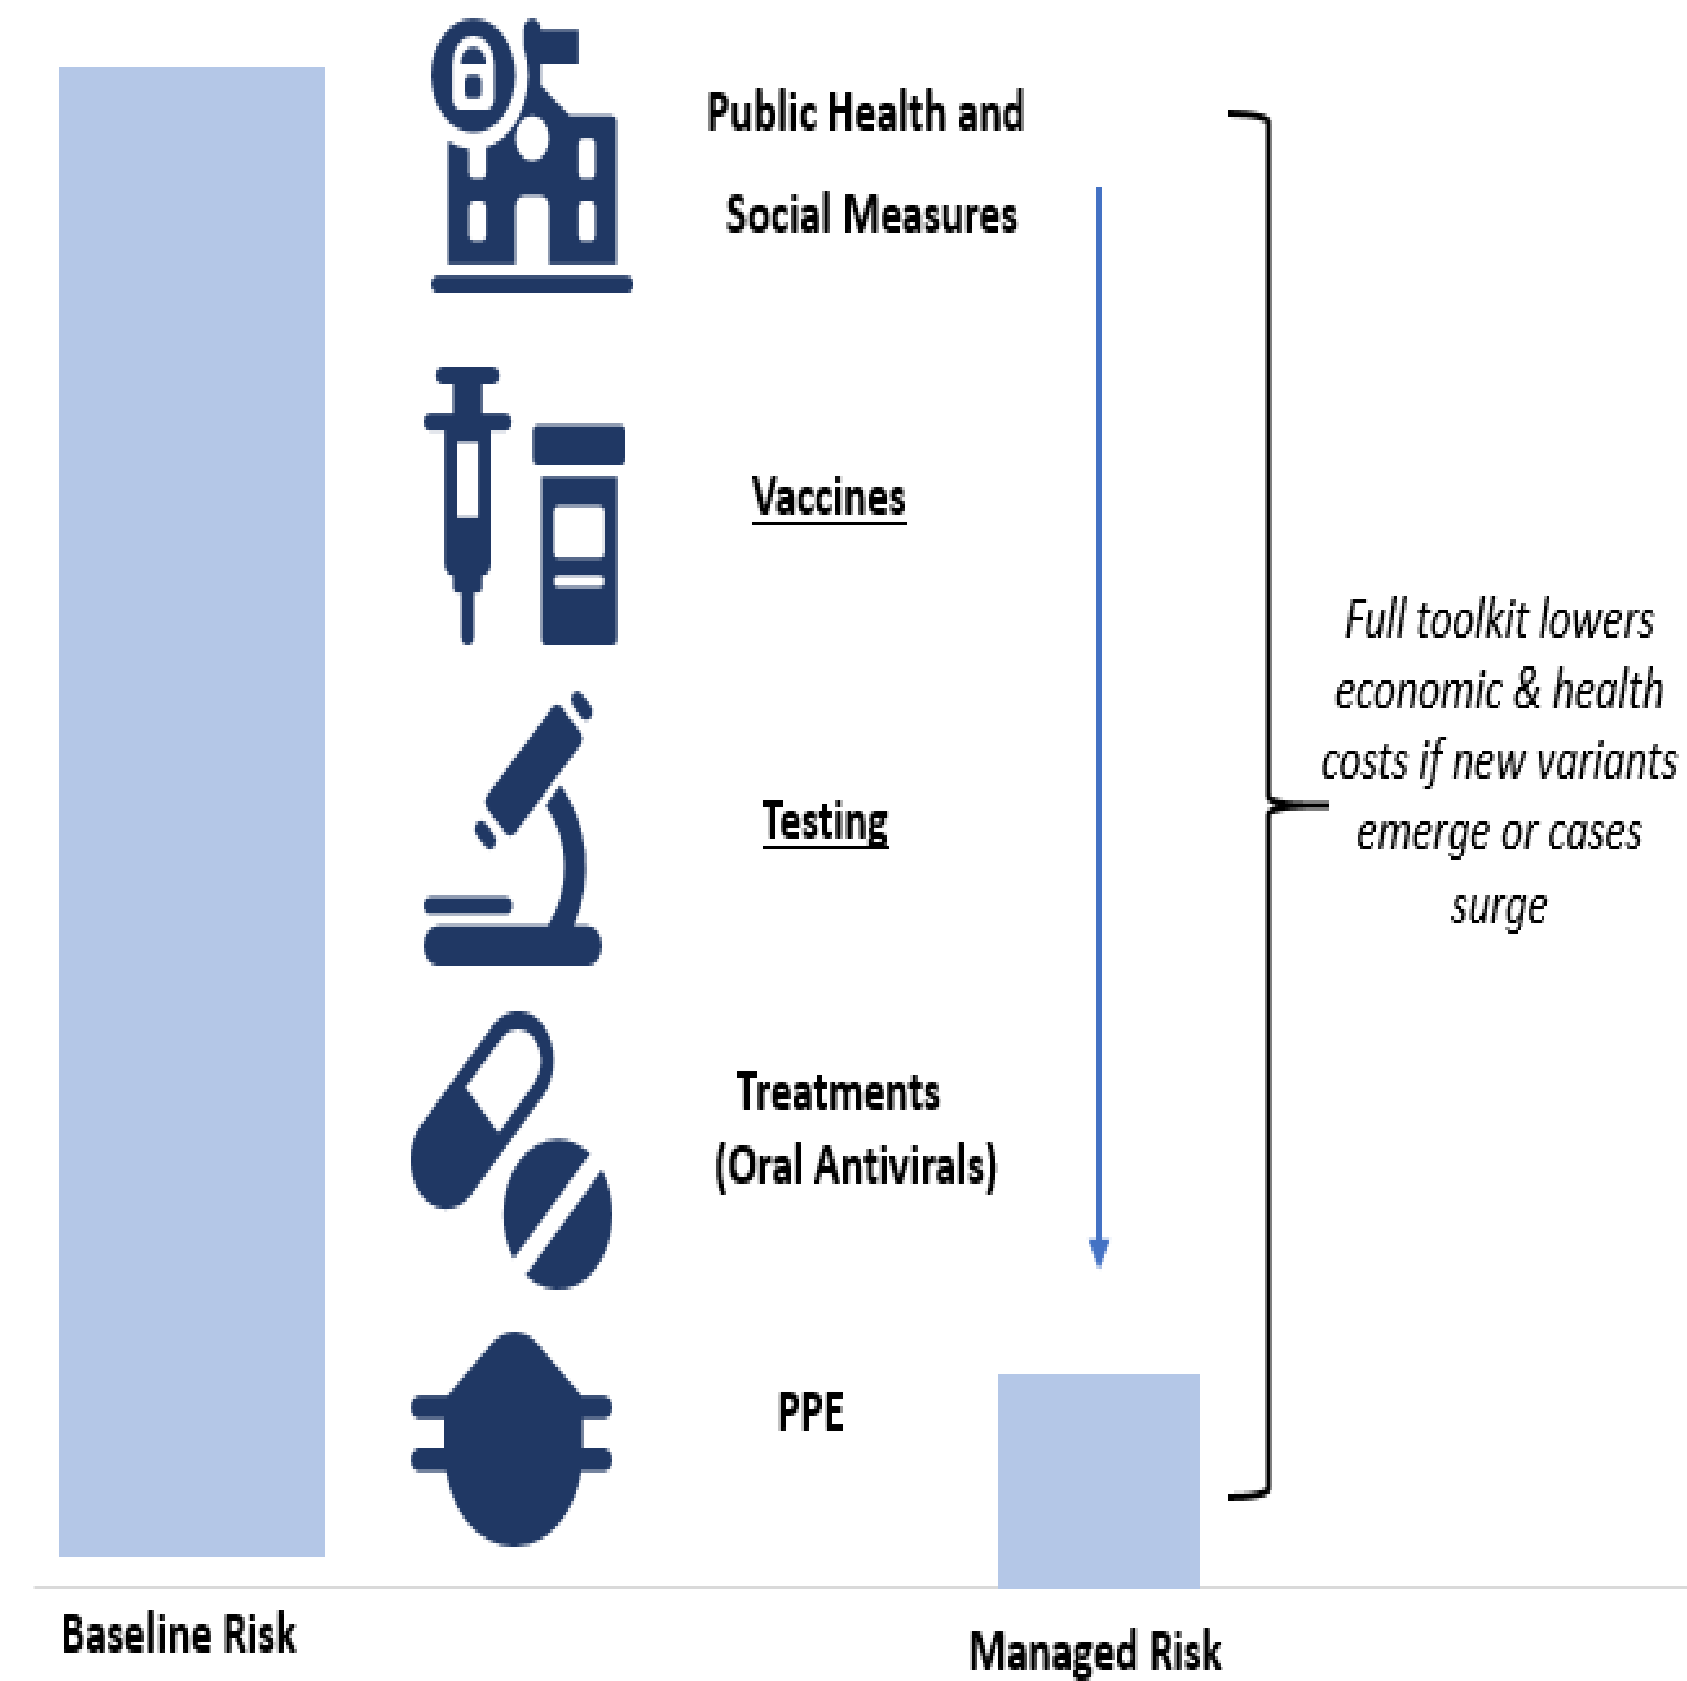 Public Health and
Social Measures
Vaccines
Testing
Treatments
(Oral Antivirals)
PPE
Full toolkit lowers
economic & health
costs if new variants
emerge or cases
surge
Baseline Risk
Managed Risk